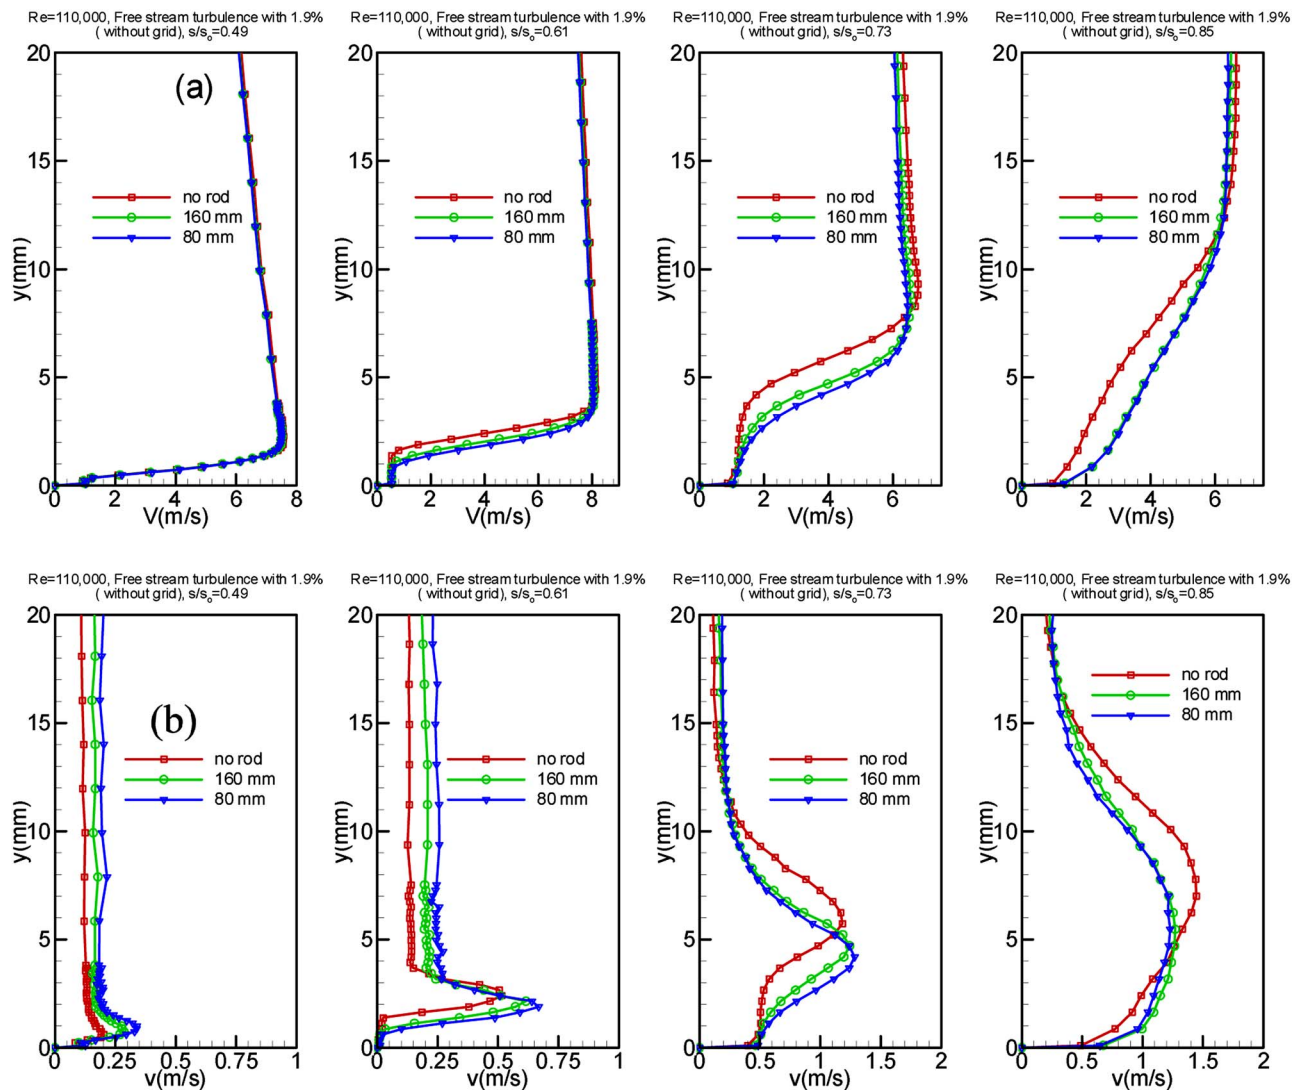 Re=110,000, Free stream turbulence with 1.9%
( without grid), s/sₒ=0.49
20
15
10
5
0
y(mm)
(a)
no rod
160 mm
80 mm
0 2 4 6 8
V(m/s)
Re=110,000, Free stream turbulence with 1.9%
( without grid), s/sₒ=0.61
20
15
10
5
0
y(mm)
no rod
160 mm
80 mm
0 2 4 6 8
V(m/s)
Re=110,000, Free stream turbulence with 1.9%
( without grid), s/sₒ=0.73
20
15
10
5
0
y(mm)
no rod
160 mm
80 mm
2 4 6
V(m/s)
Re=110,000, Free stream turbulence with 1.9%
( without grid), s/sₒ=0.85
20
15
10
5
0
y(mm)
no rod
160 mm
80 mm
0 2 4 6
V(m/s)
Re=110,000, Free stream turbulence with 1.9%
( without grid), s/sₒ=0.49
20
15
10
5
0
y(mm)
(b)
no rod
160 mm
80 mm
0 0.25 0.5 0.75 1
v(m/s)
Re=110,000, Free stream turbulence with 1.9%
( without grid), s/sₒ=0.61
20
15
10
5
0
y(mm)
no rod
160 mm
80 mm
0 0.25 0.5 0.75 1
v(m/s)
Re=110,000, Free stream turbulence with 1.9%
( without grid), s/sₒ=0.73
20
15
10
5
0
y(mm)
no rod
160 mm
80 mm
0 0.5 1 1.5 2
v(m/s)
Re=110,000, Free stream turbulence with 1.9%
( without grid), s/sₒ=0.85
20
15
10
5
0
y(mm)
no rod
160 mm
80 mm
0 0.5 1 1.5 2
v(m/s)